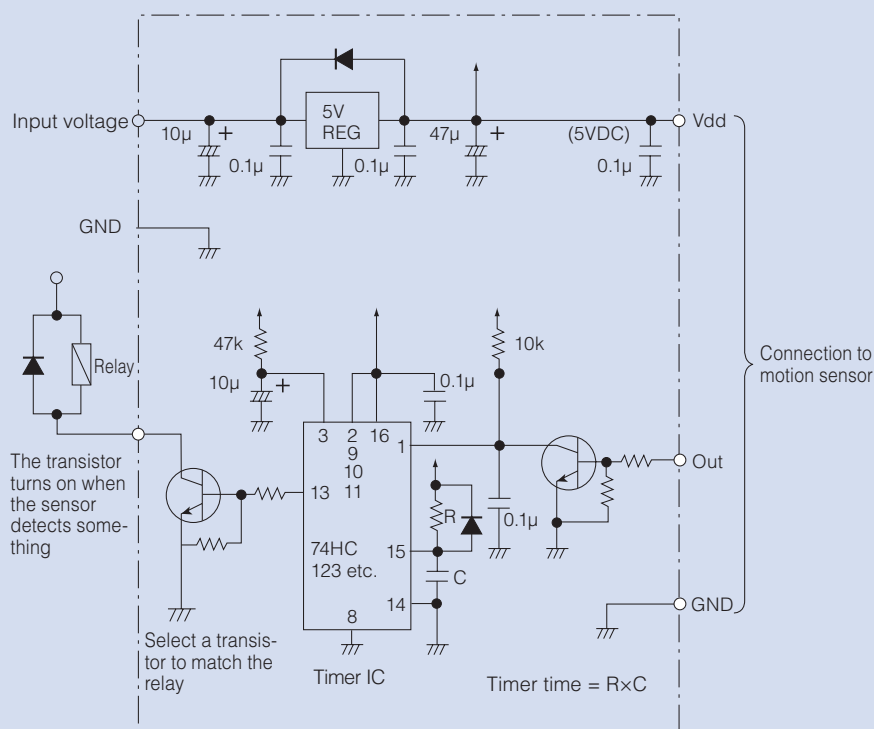 Input voltage
10µ
+
0.1µ
5V
REG
0.1µ
47µ
+
(5VDC)
0.1µ
Vdd
GND
Relay
47k
10µ
+
0.1µ
10k
Connection to
motion sensor
3
2
16
9
10
11
1
13
Out
The transistor
turns on when
the sensor
detects some-
thing
R
0.1µ
74HC
123 etc.
15
C
14
8
GND
Select a transis-
tor to match the
relay
Timer IC
Timer time = R×C